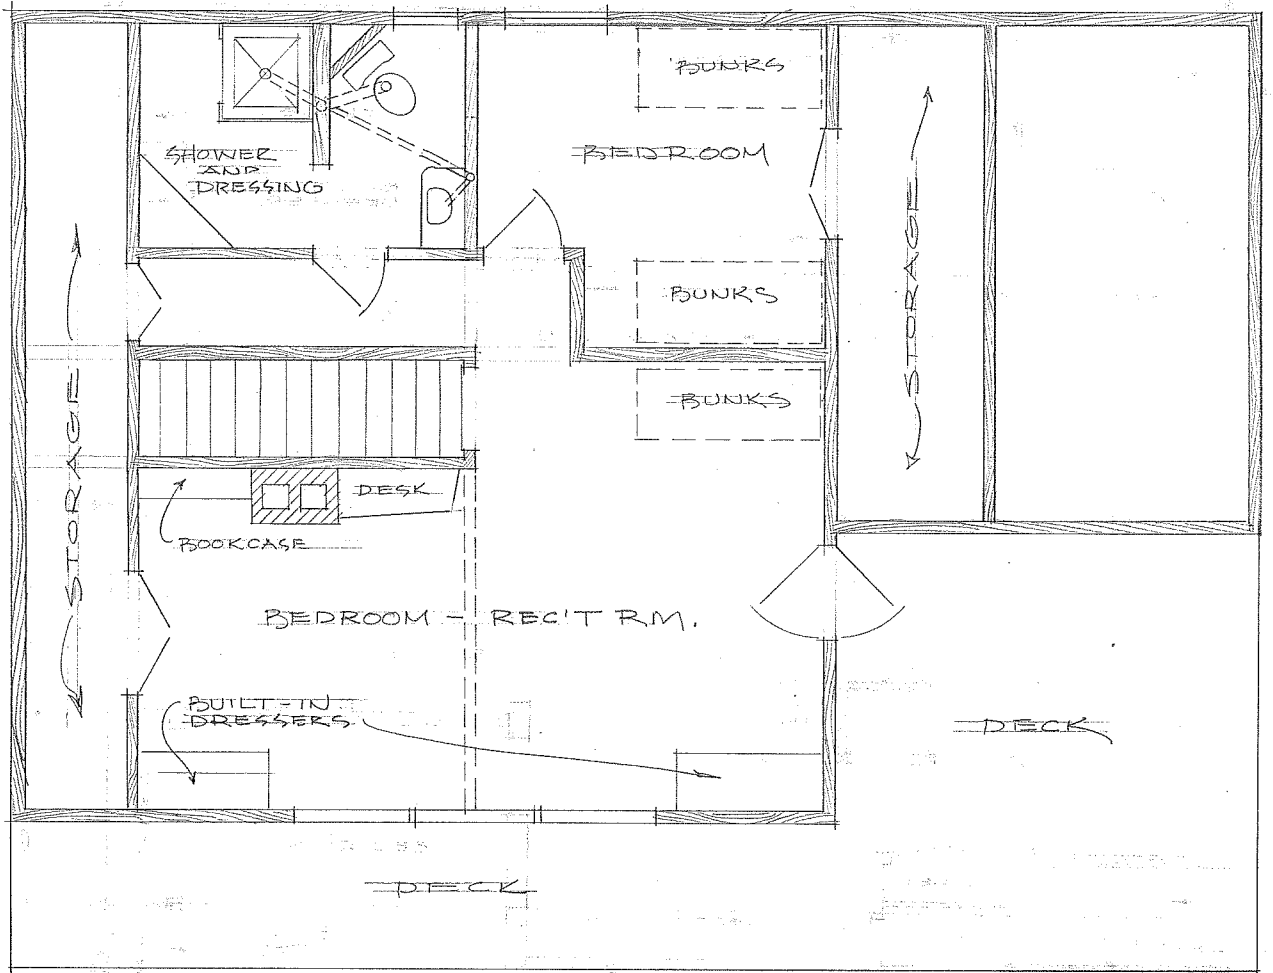 BUNKS
BEDROOM
SHOWER
AND
DRESSING
STORAGE
BUNKS
STORAGE
BUNKS
DESK
BOOKCASE
BEDROOM - REC'T RM.
BUILT-IN
DRESSERS
DECK
DECK